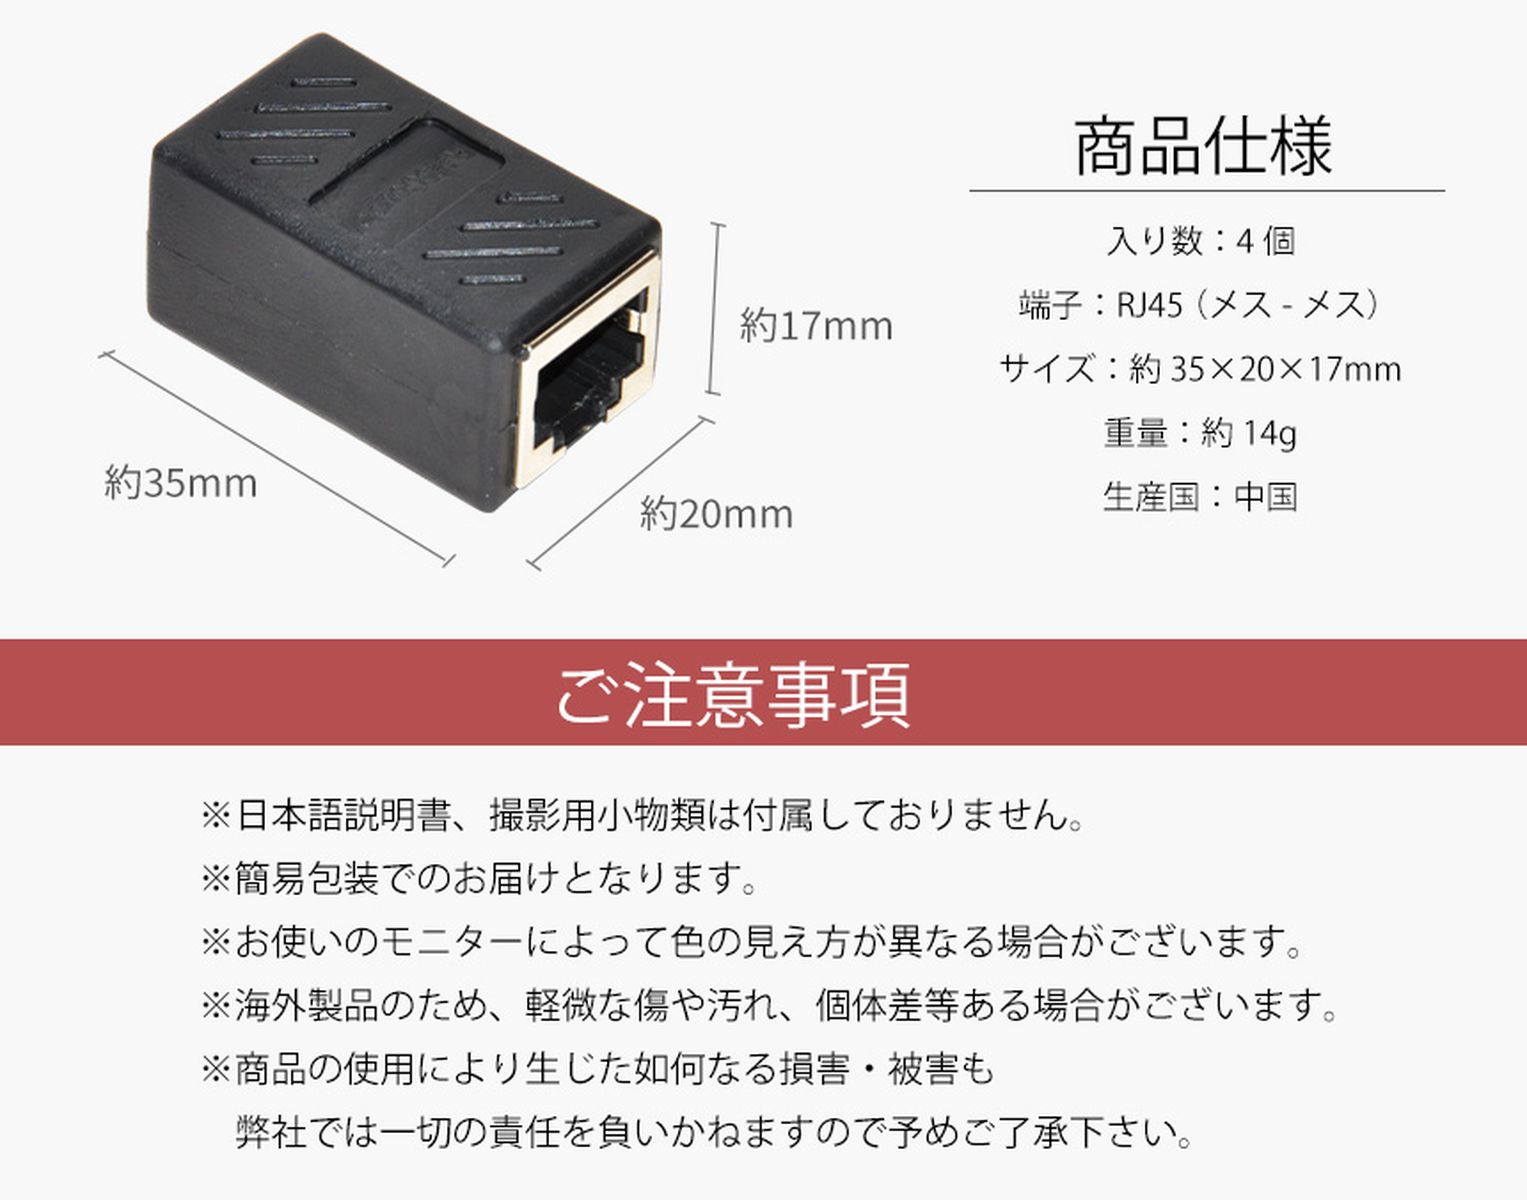 商品仕様
入り数：4 個
端子：RJ45（メス - メス）
サイズ：約 35×20×17mm
重量：約 14g
生産国：中国
約17mm
約35mm
約20mm
ご注意事項
※日本語説明書、撮影用小物類は付属しておりません。
※簡易包装でのお届けとなります。
※お使いのモニターによって色の見え方が異なる場合がございます。
※海外製品のため、軽微な傷や汚れ、個体差等ある場合がございます。
※商品の使用により生じた如何なる損害・被害も
弊社では一切の責任を負いかねますので予めご了承下さい。